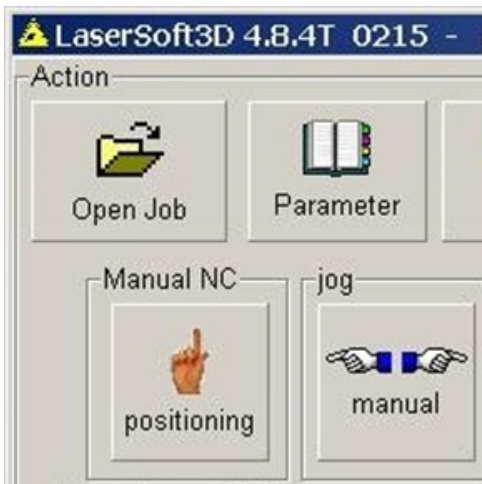 LaserSoft3D 4.8.4T 0215 -
Action
Open Job
Parameter
Manual NC
jog
positioning
manual